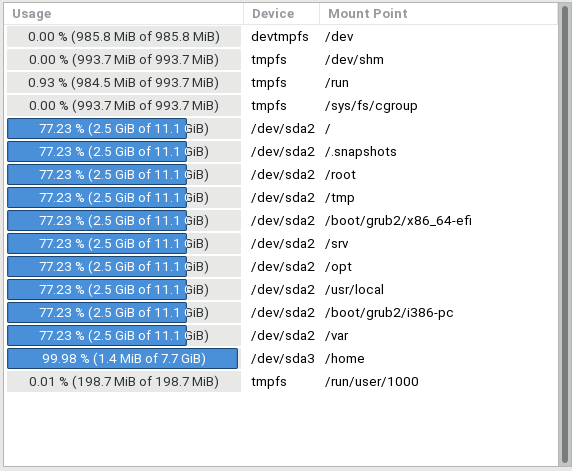 Usage Device Mount Point
0.00 % (985.8 MiB of 985.8 MiB) devtmpfs /dev
0.00 % (993.7 MiB of 993.7 MiB) tmpfs /dev/shm
0.93 % (984.5 MiB of 993.7 MiB) tmpfs /run
0.00 % (993.7 MiB of 993.7 MiB) tmpfs /sys/fs/cgroup
77.23 % (2.5 GiB of 11.1 GiB) /dev/sda2 /
77.23 % (2.5 GiB of 11.1 GiB) /dev/sda2 /.snapshots
77.23 % (2.5 GiB of 11.1 GiB) /dev/sda2 /root
77.23 % (2.5 GiB of 11.1 GiB) /dev/sda2 /tmp
77.23 % (2.5 GiB of 11.1 GiB) /dev/sda2 /boot/grub2/x86_64-efi
77.23 % (2.5 GiB of 11.1 GiB) /dev/sda2 /srv
77.23 % (2.5 GiB of 11.1 GiB) /dev/sda2 /opt
77.23 % (2.5 GiB of 11.1 GiB) /dev/sda2 /usr/local
77.23 % (2.5 GiB of 11.1 GiB) /dev/sda2 /boot/grub2/i386-pc
77.23 % (2.5 GiB of 11.1 GiB) /dev/sda2 /var
99.98 % (1.4 MiB of 7.7 GiB) /dev/sda3 /home
0.01 % (198.7 MiB of 198.7 MiB) tmpfs /run/user/1000